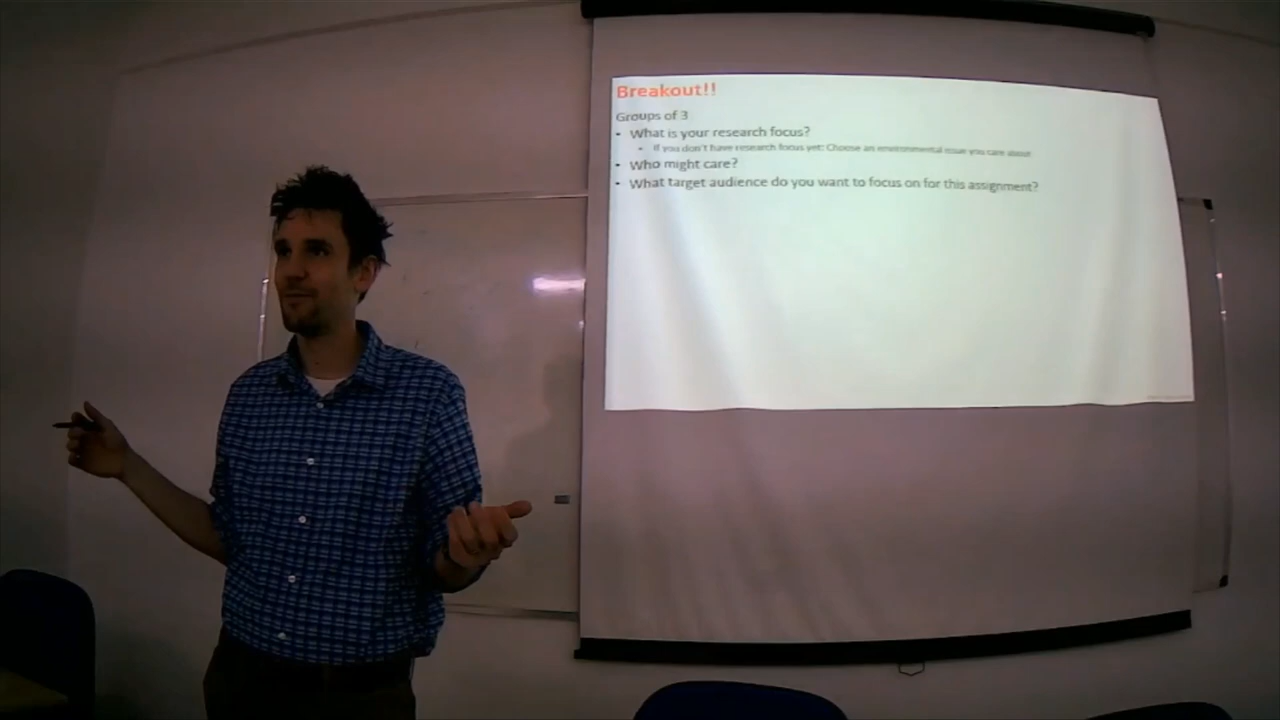 Breakout!!
Groups of 3
• What is your research focus?
• If you don't have research focus yet: Choose an environmental issue you care about
• Who might care?
• What target audience do you want to focus on for this assignment?